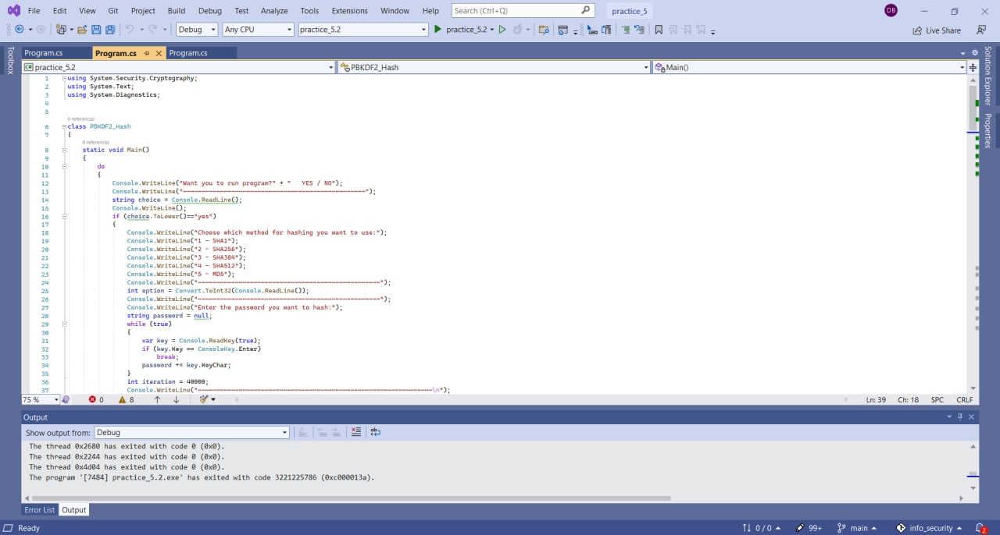 File Edit View Git Project Build Debug Test Analyze Tools Extensions Window Help Search (Ctrl+Q) practice_5 DB
Debug Any CPU practice_5.2 practice_5.2 Live Share
Toolbox
Program.cs Program.cs Program.cs
practice_5.2 PBKDF2_Hash Main()
1 using System.Security.Cryptography;
2 using System.Text;
3 using System.Diagnostics;
4
5
0 references
6 class PBKDF2_Hash
7 {
0 references
8 static void Main()
9 {
10 do
11 {
12 Console.WriteLine("Want you to run program?" + "   YES / NO");
13 Console.WriteLine("=================================================");
14 string choice = Console.ReadLine();
15 Console.WriteLine();
16 if (choice.ToLower()=="yes")
17 {
18 Console.WriteLine("Choose which method for hashing you want to use:");
19 Console.WriteLine("1 - SHA1");
20 Console.WriteLine("2 - SHA256");
21 Console.WriteLine("3 - SHA384");
22 Console.WriteLine("4 - SHA512");
23 Console.WriteLine("5 - MD5");
24 Console.WriteLine("=================================================");
25 int option = Convert.ToInt32(Console.ReadLine());
26 Console.WriteLine("=================================================");
27 Console.WriteLine("Enter the password you want to hash:");
28 string password = null;
29 while (true)
30 {
31 var key = Console.ReadKey(true);
32 if (key.Key == ConsoleKey.Enter)
33 break;
34 password += key.KeyChar;
35 }
36 int iteration = 40000;
37 Console.WriteLine("===============================================================\n");
Solution Explorer
Properties
75 % 0 8 Ln: 39 Ch: 18 SPC CRLF
Output
Show output from: Debug
The thread 0x2680 has exited with code 0 (0x0).
The thread 0x2244 has exited with code 0 (0x0).
The thread 0x4d04 has exited with code 0 (0x0).
The program '[7484] practice_5.2.exe' has exited with code 3221225786 (0xc000013a).
Error List Output
Ready 0 / 0 99+ main info_security 2